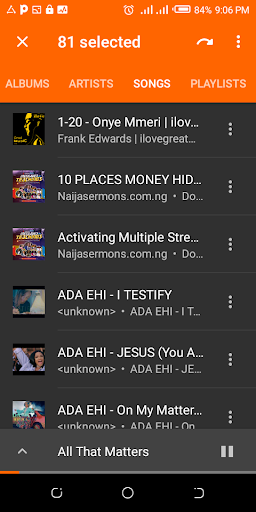 84% 9:06 PM
81 selected
ALBUMS ARTISTS SONGS PLAYLISTS
1-20 - Onye Mmeri | ilov...
Frank Edwards | ilovegreat...
10 PLACES MONEY HID...
Naijasermons.com.ng • Do...
Activating Multiple Stre...
Naijasermons.com.ng • Do...
ADA EHI - I TESTIFY
<unknown> • ADA EHI - I T...
ADA EHI - JESUS (You A...
<unknown> • ADA EHI - JE...
ADA EHI - On My Matter...
<unknown> • ADA EHI - On...
All That Matters